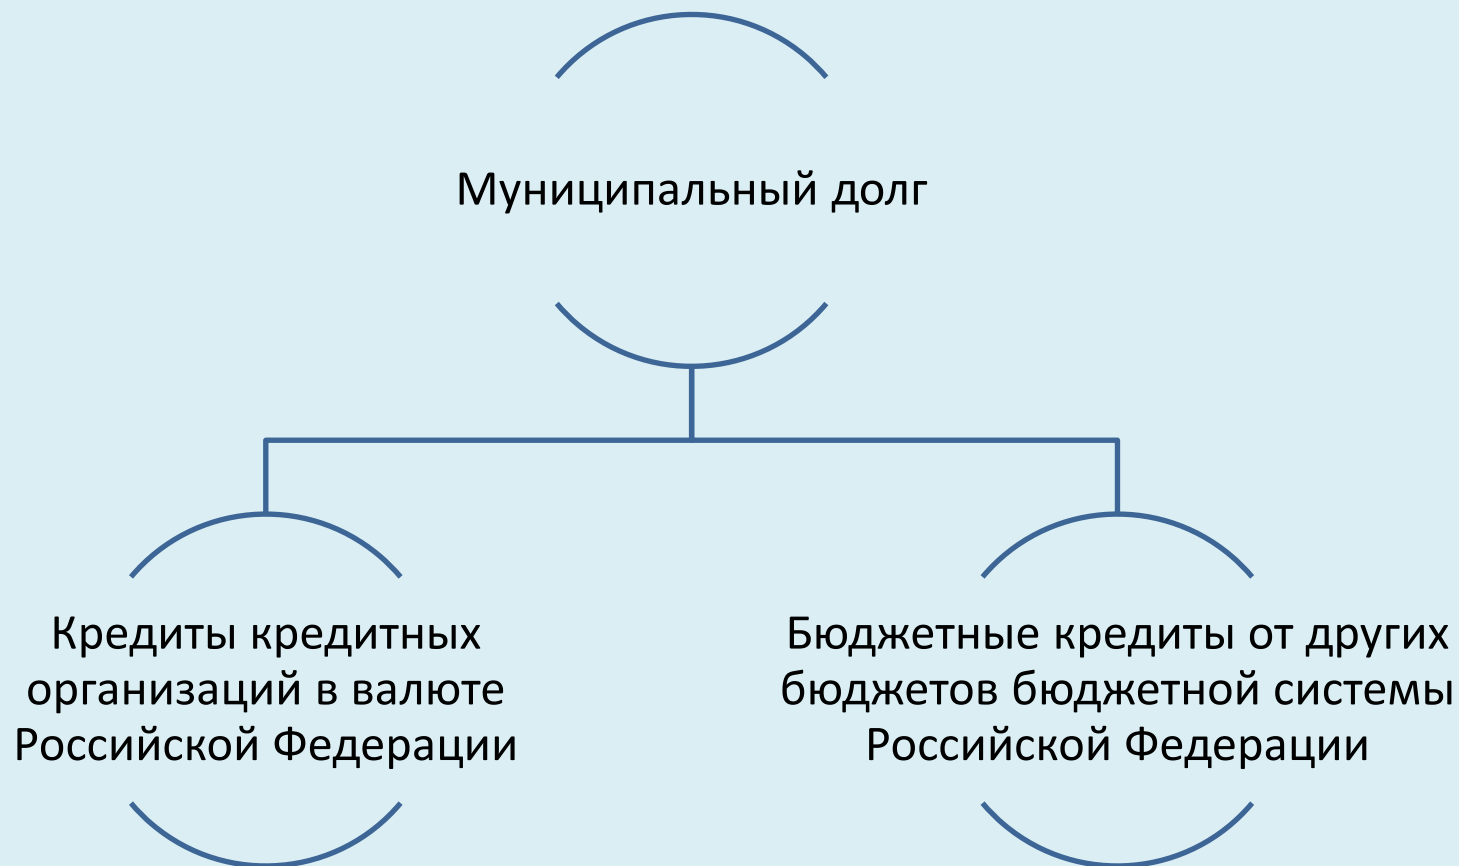 Муниципальный долг
Кредиты кредитных
организаций в валюте
Российской Федерации
Бюджетные кредиты от других
бюджетов бюджетной системы
Российской Федерации